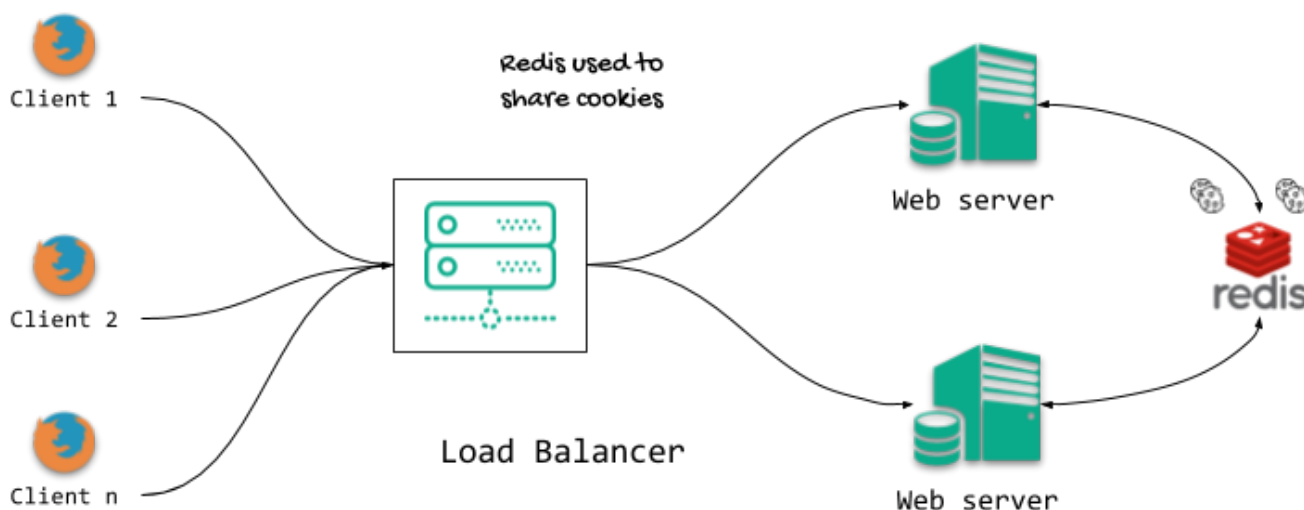 Client 1
Client 2
Client n
Redis used to
share cookies
Load Balancer
Web server
Web server
redis